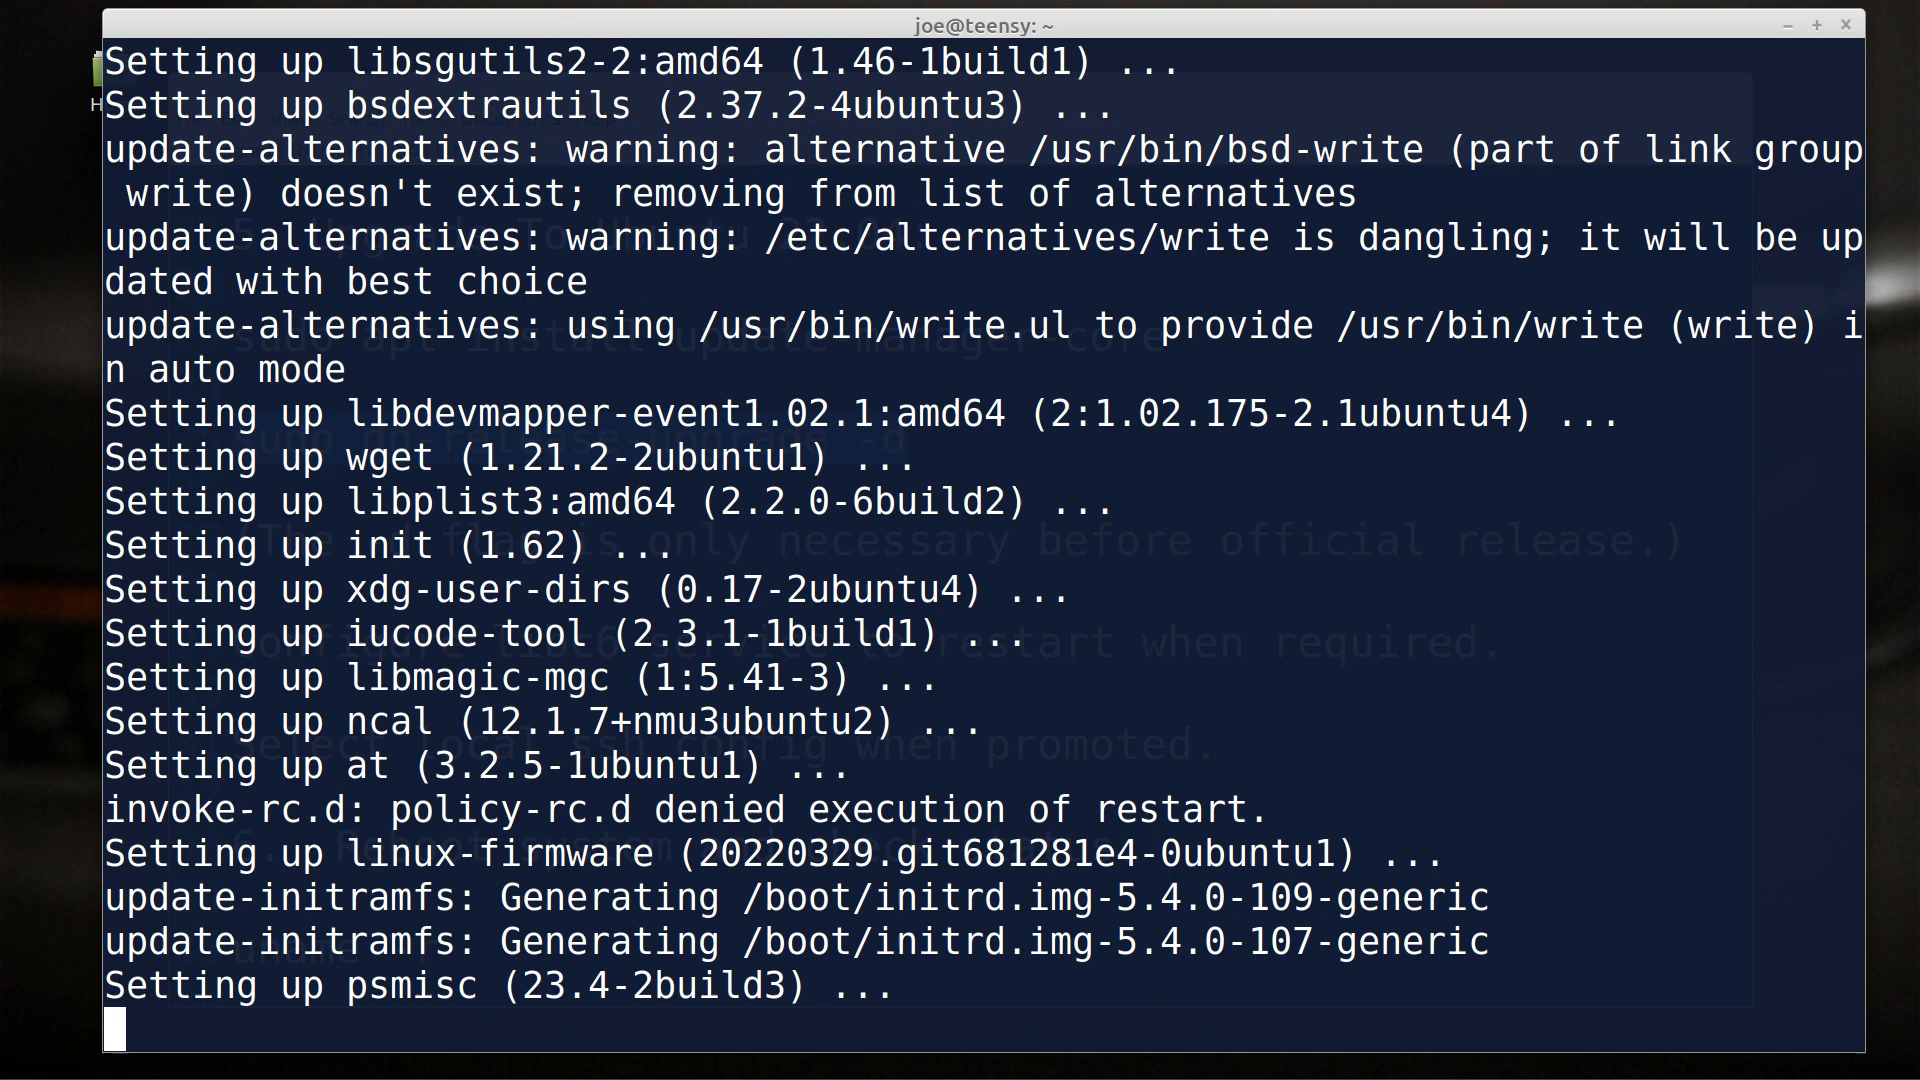 joe@teensy: ~
Setting up libsgutils2-2:amd64 (1.46-1build1) ...
Setting up bsdextrautils (2.37.2-4ubuntu3) ...
update-alternatives: warning: alternative /usr/bin/bsd-write (part of link group
 write) doesn't exist; removing from list of alternatives
update-alternatives: warning: /etc/alternatives/write is dangling; it will be up
dated with best choice
update-alternatives: using /usr/bin/write.ul to provide /usr/bin/write (write) i
n auto mode
Setting up libdevmapper-event1.02.1:amd64 (2:1.02.175-2.1ubuntu4) ...
Setting up wget (1.21.2-2ubuntu1) ...
Setting up libplist3:amd64 (2.2.0-6build2) ...
Setting up init (1.62) ...
Setting up xdg-user-dirs (0.17-2ubuntu4) ...
Setting up iucode-tool (2.3.1-1build1) ...
Setting up libmagic-mgc (1:5.41-3) ...
Setting up ncal (12.1.7+nmu3ubuntu2) ...
Setting up at (3.2.5-1ubuntu1) ...
invoke-rc.d: policy-rc.d denied execution of restart.
Setting up linux-firmware (20220329.git681281e4-0ubuntu1) ...
update-initramfs: Generating /boot/initrd.img-5.4.0-109-generic
update-initramfs: Generating /boot/initrd.img-5.4.0-107-generic
Setting up psmisc (23.4-2build3) ...